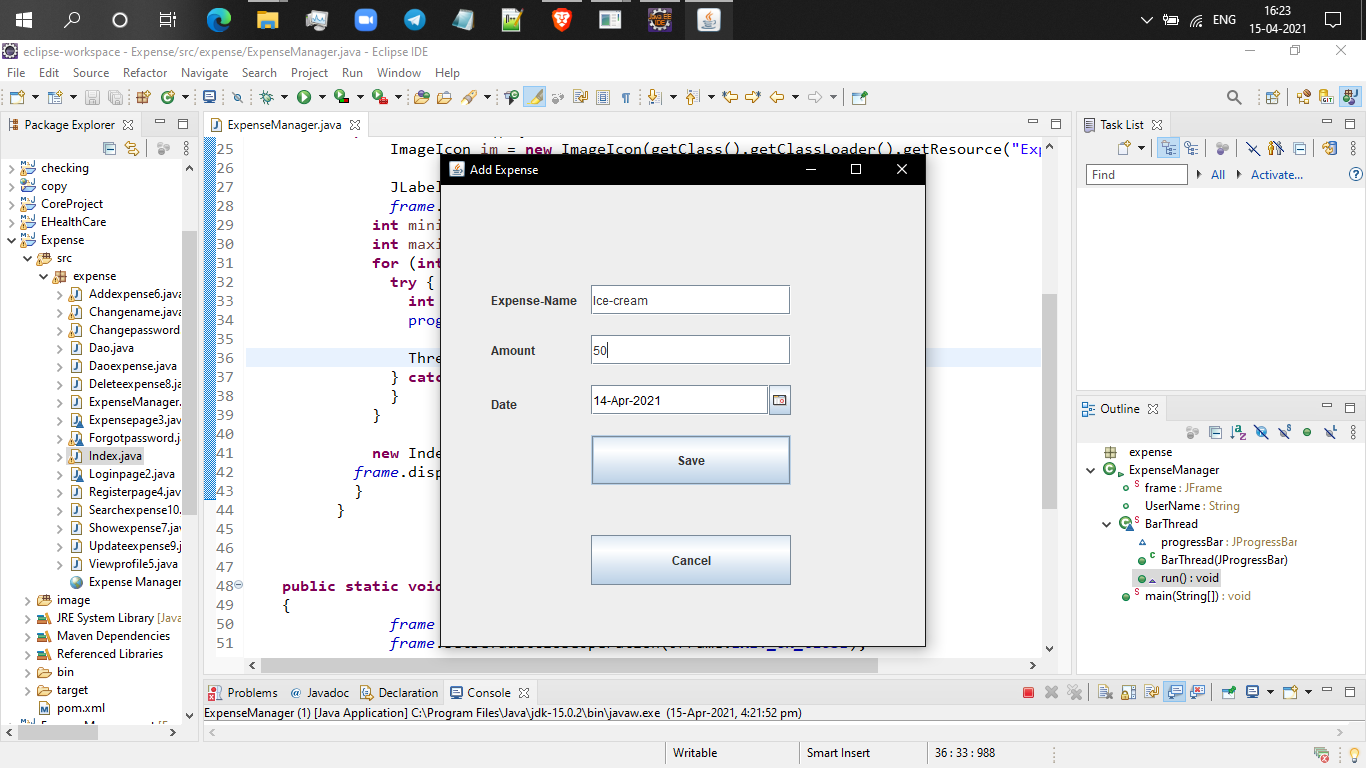 ENG
16:23
15-04-2021
eclipse-workspace - Expense/src/expense/ExpenseManager.java - Eclipse IDE
File Edit Source Refactor Navigate Search Project Run Window Help
Package Explorer
checking
copy
CoreProject
EHealthCare
Expense
src
expense
Addexpense6.java
Changename.java
Changepassword
Dao.java
Daoexpense.java
Deleteexpense8.j
ExpenseManager.
Expensepage3.jav
Forgotpassword.j
Index.java
Loginpage2.java
Registerpage4.jav
Searchexpense10.
Showexpense7.jav
Updateexpense9.j
Viewprofile5.java
Expense Manager
image
JRE System Library [Java
Maven Dependencies
Referenced Libraries
bin
target
pom.xml
ExpenseManager.java
25 ImageIcon im = new ImageIcon(getClass().getClassLoader().getResource("Exp
26
27 JLabel
28 frame.
29 int mini
30 int maxi
31 for (int
32 try {
33 int
34 prog
35
36 Thre
37 } catc
38 }
39 }
40
41 new Inde
42 frame.disp
43 }
44 }
45
46
47
48 public static void
49 {
50 frame
51
Add Expense
Expense-Name Ice-cream
Amount 50
Date 14-Apr-2021
Save
Cancel
Task List
Find All Activate...
Outline
expense
ExpenseManager
frame : JFrame
UserName : String
BarThread
progressBar : JProgressBar
BarThread(JProgressBar)
run() : void
main(String[]) : void
Problems @ Javadoc Declaration Console
ExpenseManager (1) [Java Application] C:\Program Files\Java\jdk-15.0.2\bin\javaw.exe (15-Apr-2021, 4:21:52 pm)
Writable Smart Insert 36 : 33 : 988